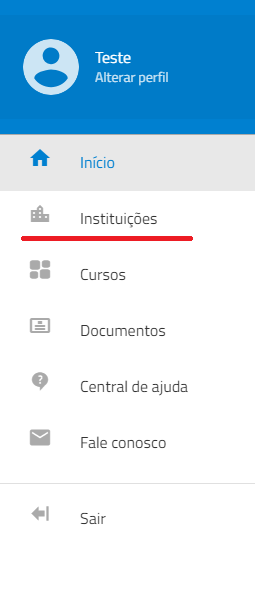 Teste
Alterar perfil
Início
Instituições
Cursos
Documentos
Central de ajuda
Fale conosco
Sair